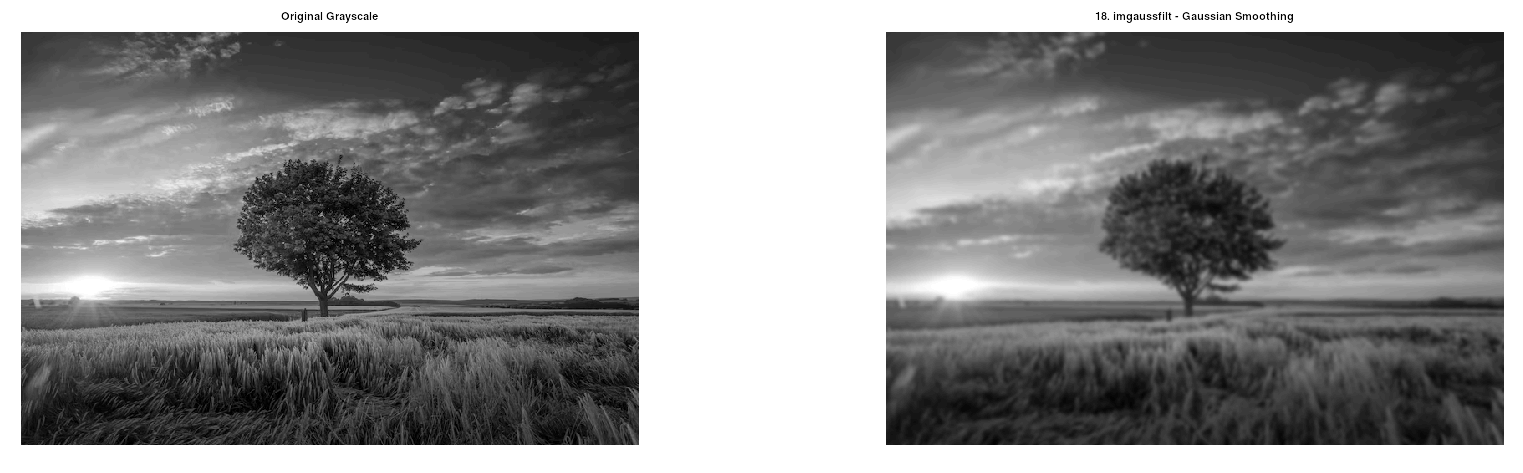 Original Grayscale
18. imgaussfilt - Gaussian Smoothing